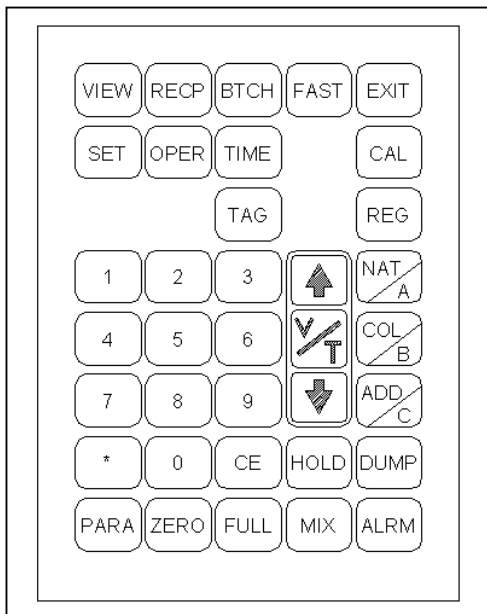 VIEW RECP BTCH FAST EXIT
SET OPER TIME CAL
TAG REG
1 2 3 NAT/A
4 5 6 V/T COL/B
7 8 9 ADD/C
* 0 CE HOLD DUMP
PARA ZERO FULL MIX ALRM